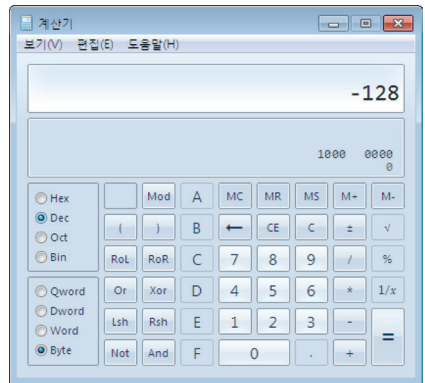 계산기
보기(V) 편집(E) 도움말(H)
-128
1000 0000
0
Hex Mod A MC MR MS M+ M-
Dec ( ) B ← CE C ± √
Oct
Bin RoL RoR C 7 8 9 / %
Qword Or Xor D 4 5 6 * 1/x
Dword Lsh Rsh E 1 2 3 - =
Word
Byte Not And F 0 . +